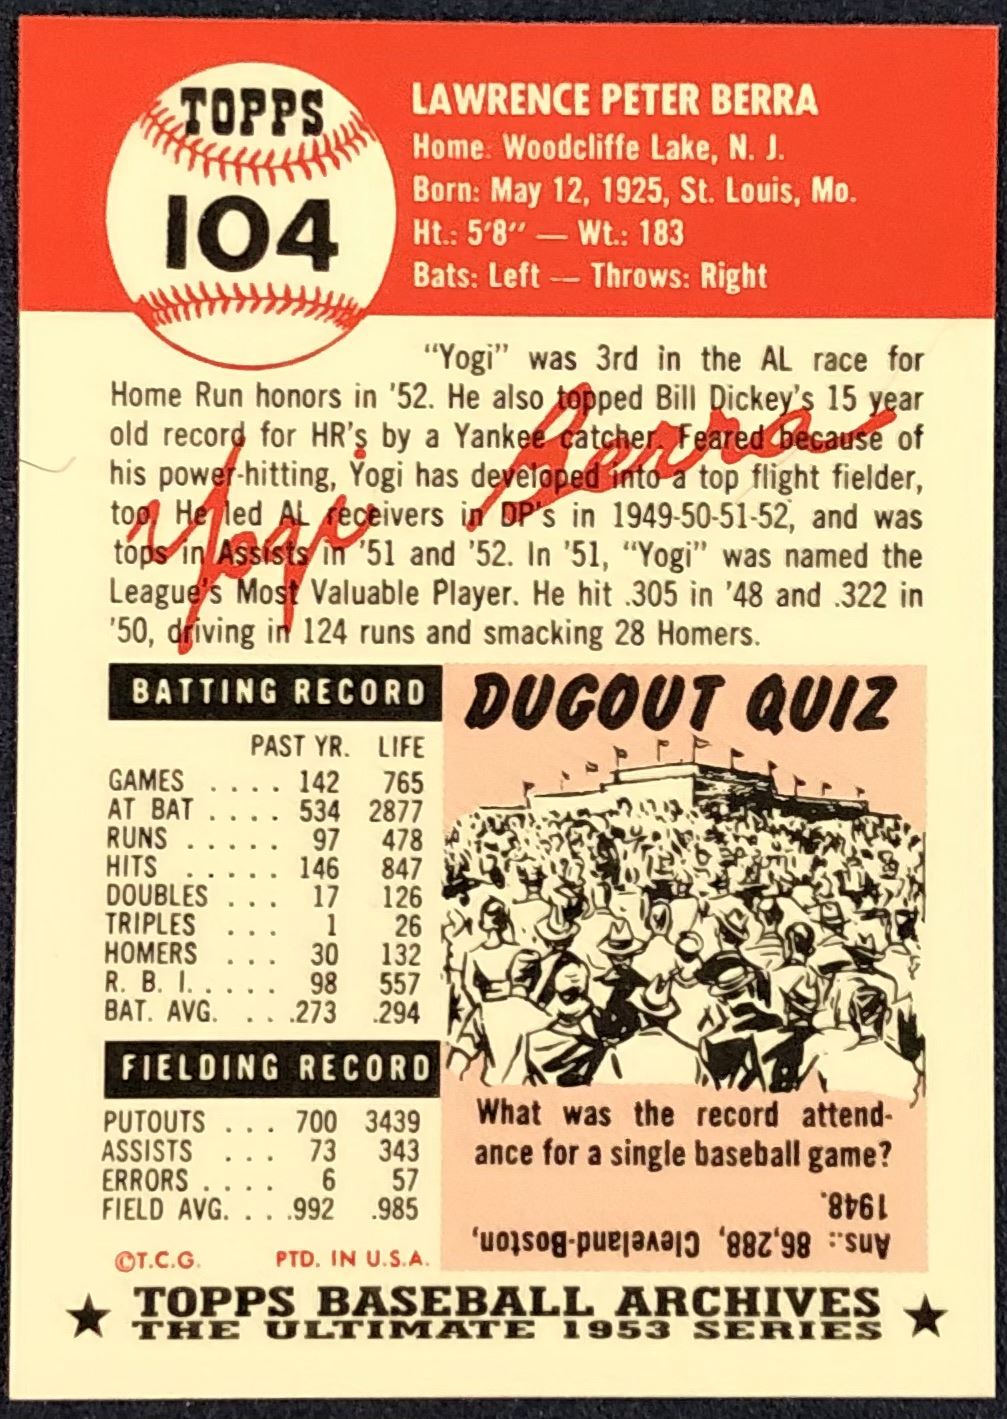 TOPPS
104
LAWRENCE PETER BERRA
Home: Woodcliffe Lake, N. J.
Born: May 12, 1925, St. Louis, Mo.
Ht.: 5'8" — Wt.: 183
Bats: Left — Throws: Right
"Yogi" was 3rd in the AL race for
Home Run honors in '52. He also topped Bill Dickey's 15 year
old record for HR's by a Yankee catcher. Feared because of
his power-hitting, Yogi has developed into a top flight fielder,
too. He led AL receivers in DP's in 1949-50-51-52, and was
tops in Assists in '51 and '52. In '51, "Yogi" was named the
League's Most Valuable Player. He hit .305 in '48 and .322 in
'50, driving in 124 runs and smacking 28 Homers.
Yogi Berra
BATTING RECORD
PAST YR. LIFE
GAMES . . . . 142 765
AT BAT . . . . 534 2877
RUNS . . . . . 97 478
HITS . . . . . 146 847
DOUBLES . . . 17 126
TRIPLES . . . 1 26
HOMERS . . . 30 132
R. B. I. . . . . 98 557
BAT. AVG. . . .273 .294
FIELDING RECORD
PUTOUTS . . . 700 3439
ASSISTS . . . 73 343
ERRORS . . . . 6 57
FIELD AVG. . . .992 .985
©T.C.G. PTD. IN U.S.A.
DUGOUT QUIZ
What was the record attend-
ance for a single baseball game?
Ans.: 86,288, Cleveland-Boston,
1948.
TOPPS BASEBALL ARCHIVES
THE ULTIMATE 1953 SERIES